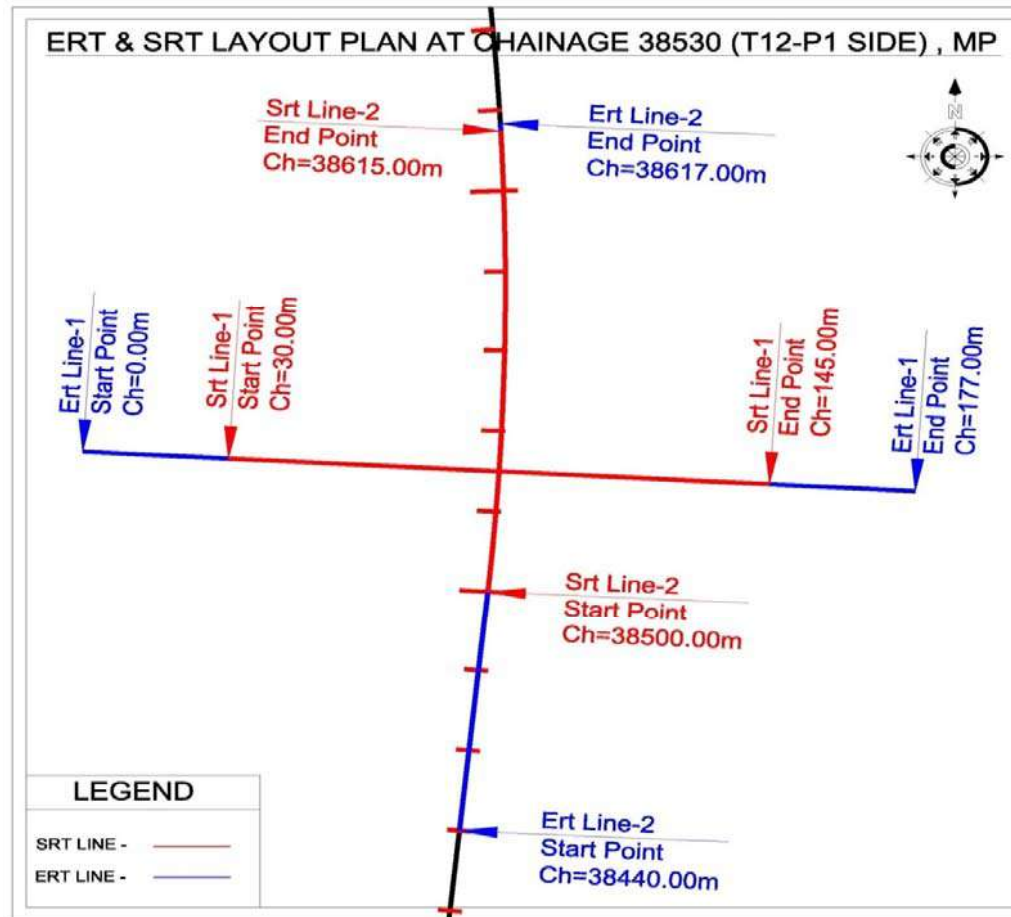 ERT & SRT LAYOUT PLAN AT CHAINAGE 38530 (T12-P1 SIDE) , MP
Srt Line-2
End Point
Ch=38615.00m
Ert Line-2
End Point
Ch=38617.00m
N
Ert Line-1
Start Point
Ch=0.00m
Srt Line-1
Start Point
Ch=30.00m
Srt Line-1
End Point
Ch=145.00m
Ert Line-1
End Point
Ch=177.00m
Srt Line-2
Start Point
Ch=38500.00m
Ert Line-2
Start Point
Ch=38440.00m
LEGEND
SRT LINE -
ERT LINE -